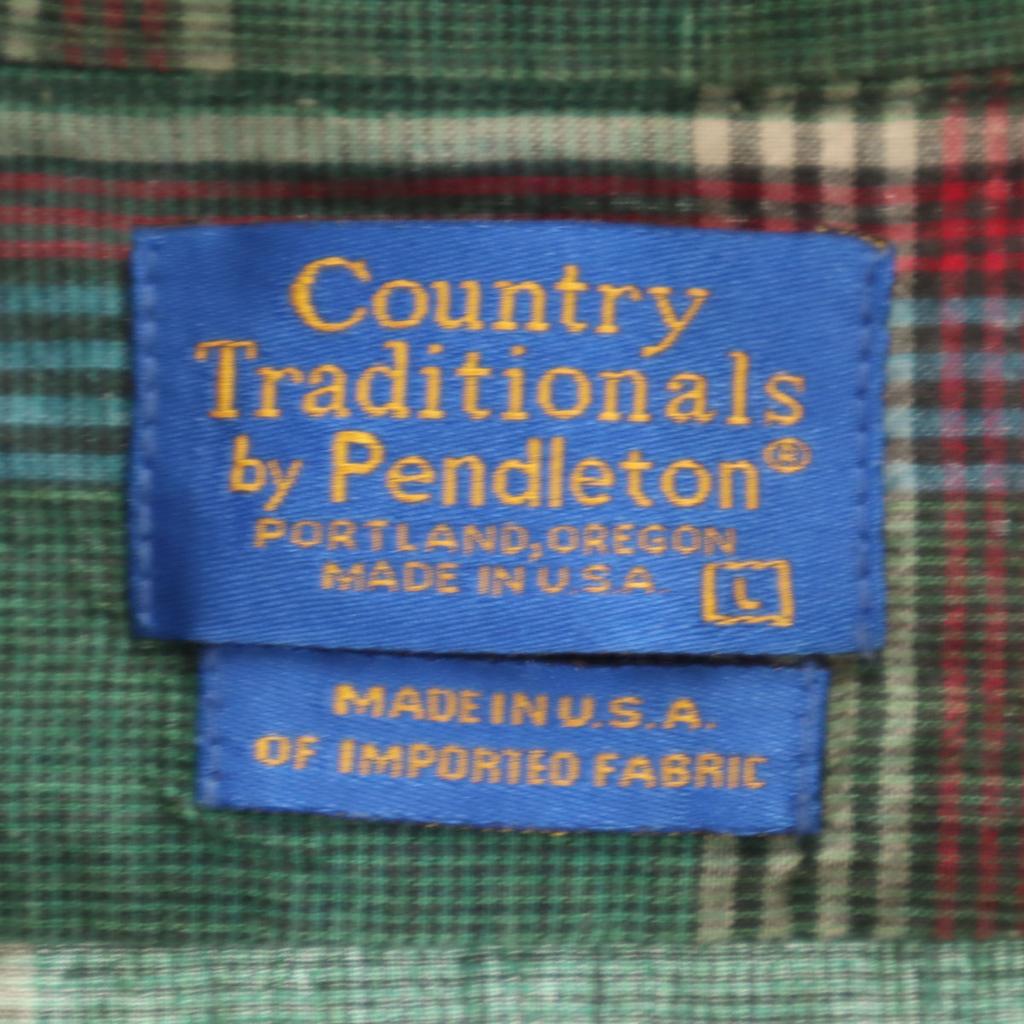 Country
Traditionals
by Pendleton®
PORTLAND, OREGON
MADE IN U.S.A.
L
MADE IN U.S.A.
OF IMPORTED FABRIC